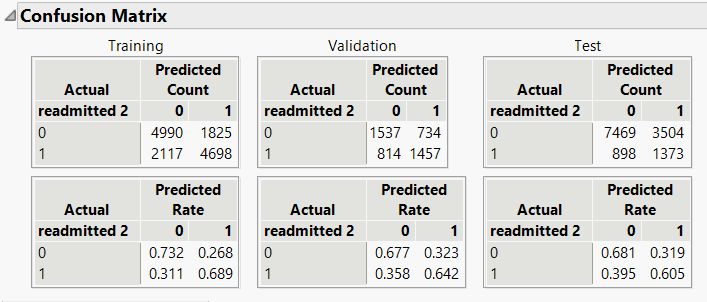 Confusion Matrix
Training Validation Test
Predicted Predicted Predicted
Actual Count Actual Count Actual Count
readmitted 2 0 1 readmitted 2 0 1 readmitted 2 0 1
0 4990 1825 0 1537 734 0 7469 3504
1 2117 4698 1 814 1457 1 898 1373
Predicted Predicted Predicted
Actual Rate Actual Rate Actual Rate
readmitted 2 0 1 readmitted 2 0 1 readmitted 2 0 1
0 0.732 0.268 0 0.677 0.323 0 0.681 0.319
1 0.311 0.689 1 0.358 0.642 1 0.395 0.605